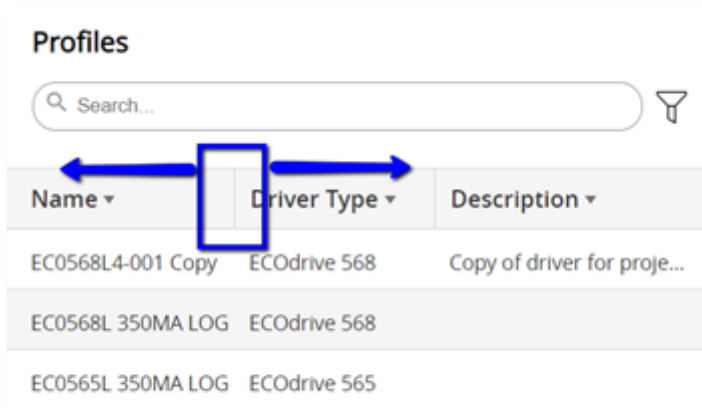 Profiles
Search...
Name Driver Type Description
EC0568L4-001 Copy ECOdrive 568 Copy of driver for proje...
EC0568L 350MA LOG ECOdrive 568
EC0565L 350MA LOG ECOdrive 565